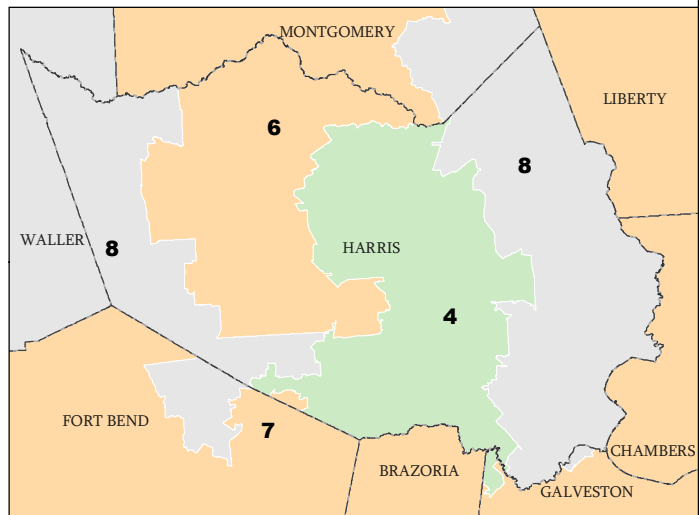 MONTGOMERY
LIBERTY
6
8
WALLER
8
HARRIS
4
FORT BEND
7
BRAZORIA
CHAMBERS
GALVESTON